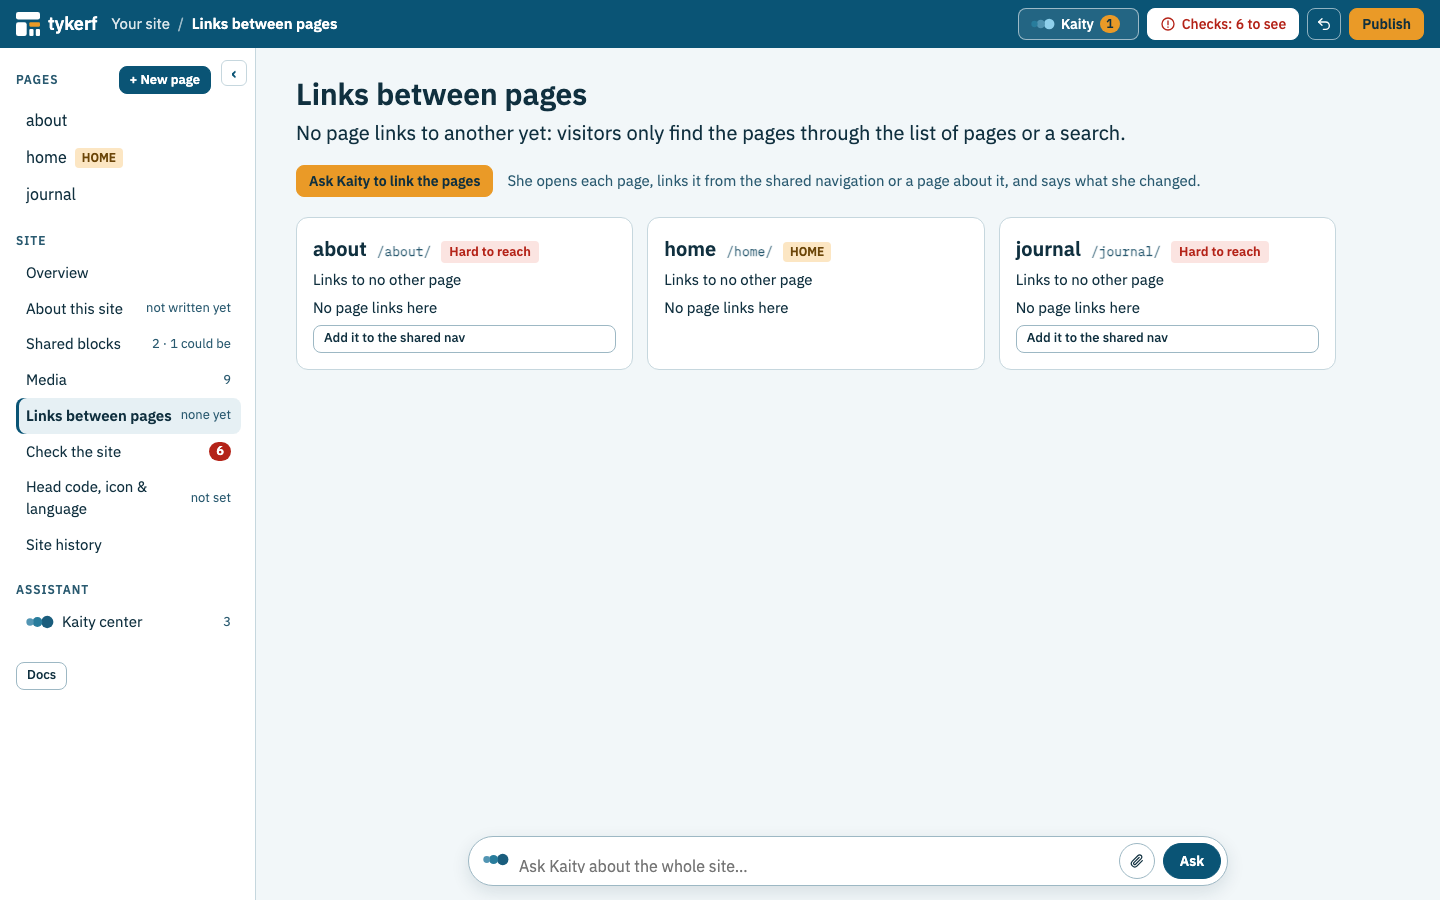 tykerf
Your site / Links between pages
Kaity 1
Checks: 6 to see
Publish
PAGES
+ New page
‹
about
home HOME
journal
SITE
Overview
About this site not written yet
Shared blocks 2 · 1 could be
Media 9
Links between pages none yet
Check the site 6
Head code, icon &
language
not set
Site history
ASSISTANT
Kaity center 3
Docs
Links between pages
No page links to another yet: visitors only find the pages through the list of pages or a search.
Ask Kaity to link the pages
She opens each page, links it from the shared navigation or a page about it, and says what she changed.
about /about/ Hard to reach
Links to no other page
No page links here
Add it to the shared nav
home /home/ HOME
Links to no other page
No page links here
journal /journal/ Hard to reach
Links to no other page
No page links here
Add it to the shared nav
Ask Kaity about the whole site...
Ask